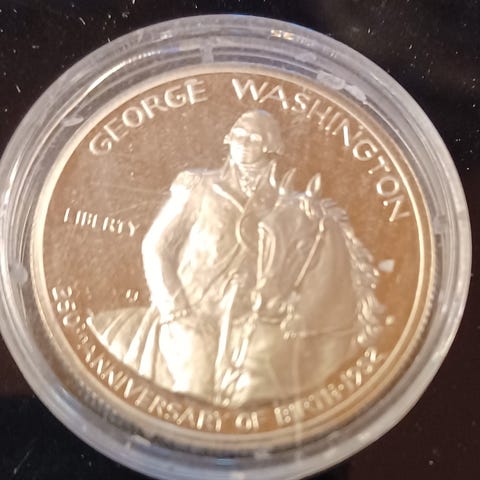 GEORGE WASHINGTON
LIBERTY
250TH ANNIVERSARY OF BIRTH·1982